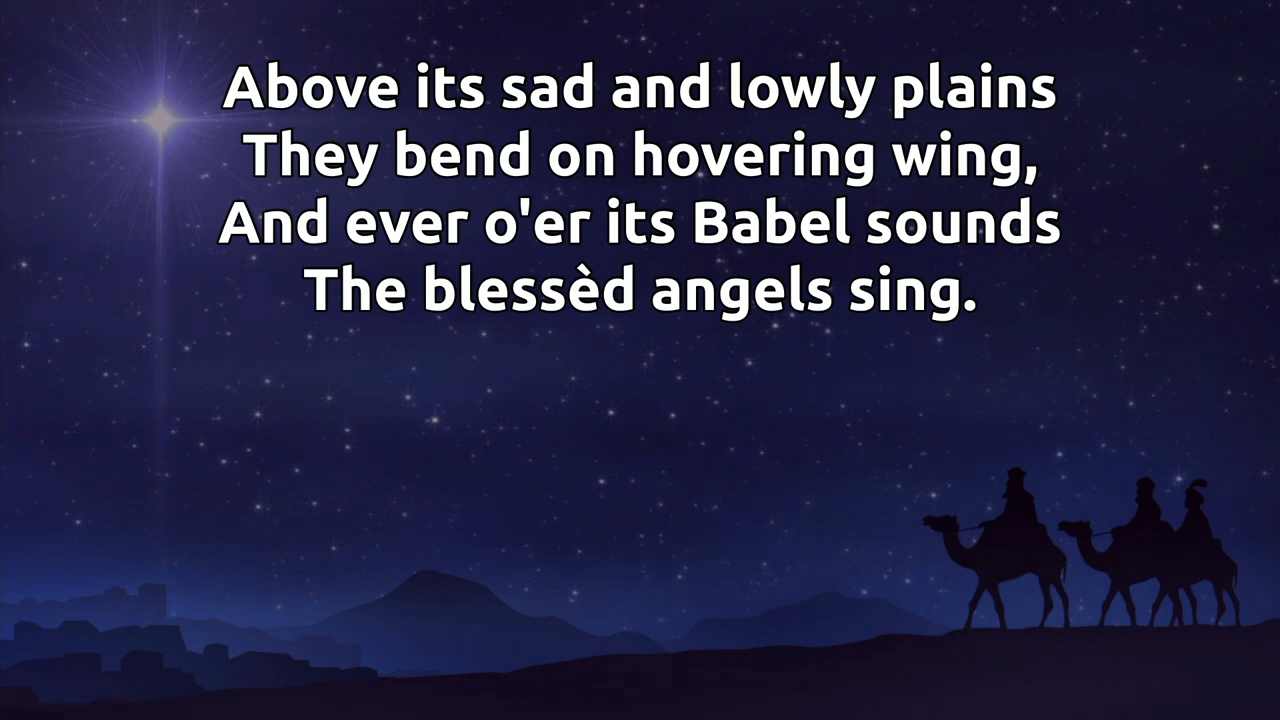 Above its sad and lowly plains
They bend on hovering wing,
And ever o'er its Babel sounds
The blessèd angels sing.